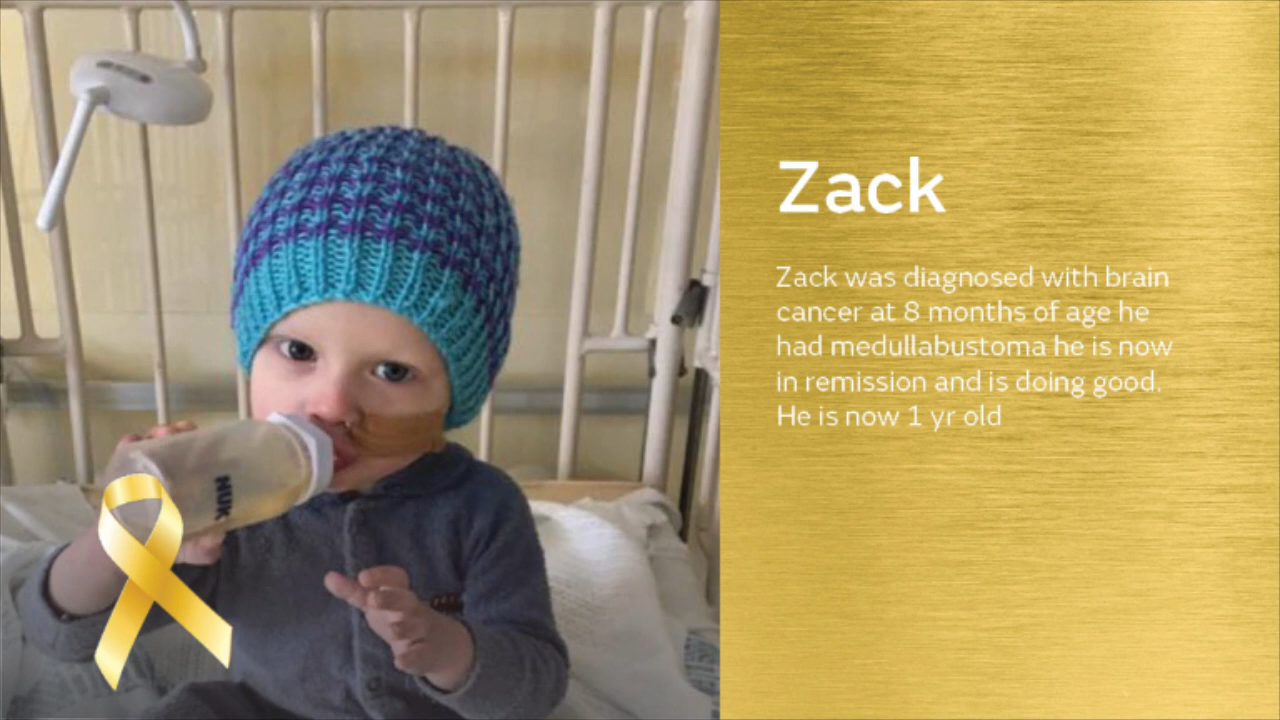 NUK
Zack
Zack was diagnosed with brain
cancer at 8 months of age he
had medullabustoma he is now
in remission and is doing good.
He is now 1 yr old